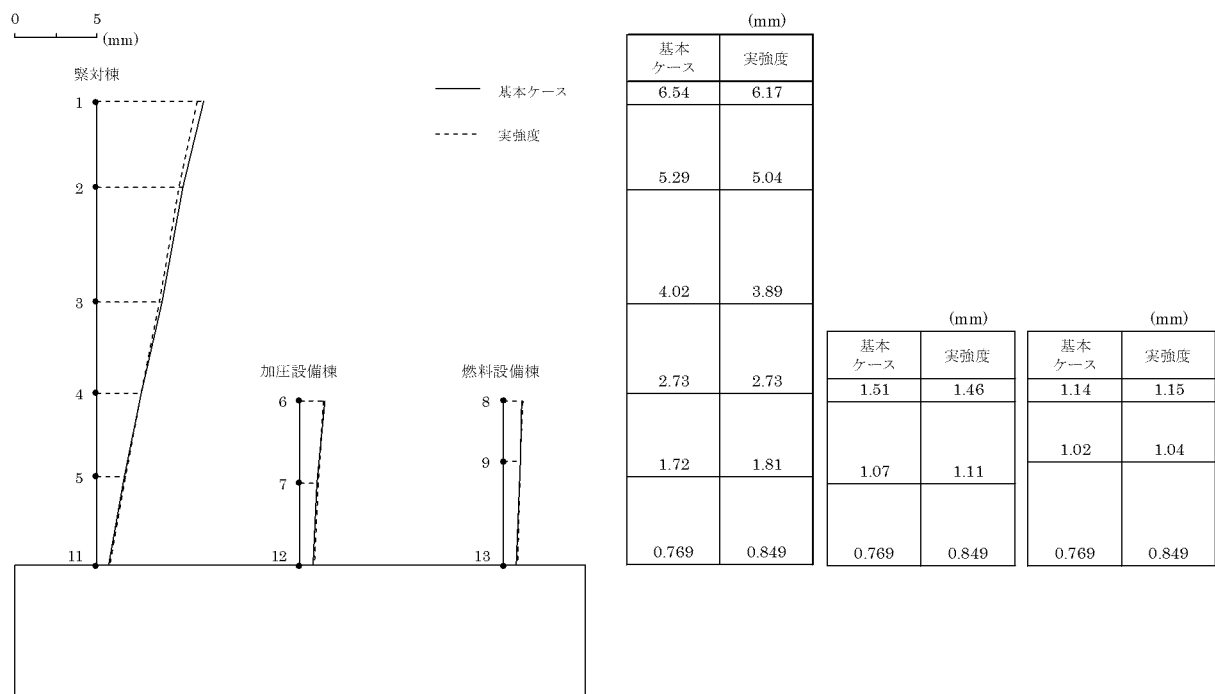 0 5
(mm)
緊対棟
1
2
3
4
5
11
基本ケース
実強度
加圧設備棟
6
7
12
燃料設備棟
8
9
13
(mm)
基本
ケース 実強度
6.54 6.17
5.29 5.04
4.02 3.89
2.73 2.73
1.72 1.81
0.769 0.849
(mm)
基本
ケース 実強度
1.51 1.46
1.07 1.11
0.769 0.849
(mm)
基本
ケース 実強度
1.14 1.15
1.02 1.04
0.769 0.849